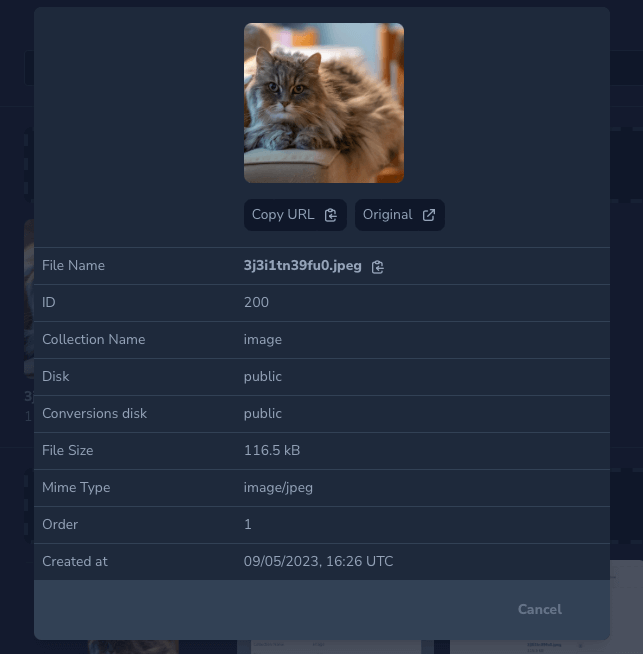 Copy URL Original
File Name 3j3i1tn39fu0.jpeg
ID 200
Collection Name image
Disk public
Conversions disk public
File Size 116.5 kB
Mime Type image/jpeg
Order 1
Created at 09/05/2023, 16:26 UTC
Cancel